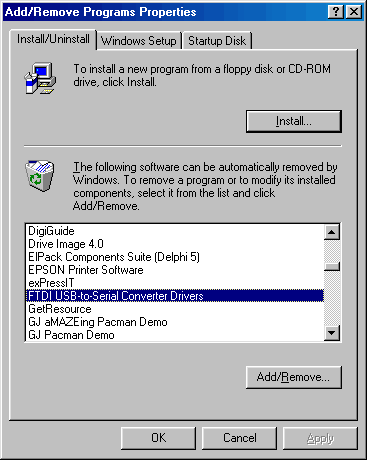 Add/Remove Programs Properties
Install/Uninstall
Windows Setup
Startup Disk
To install a new program from a floppy disk or CD-ROM
drive, click Install.
Install...
The following software can be automatically removed by
Windows. To remove a program or to modify its installed
components, select it from the list and click
Add/Remove.
DigiGuide
Drive Image 4.0
EIPack Components Suite (Delphi 5)
EPSON Printer Software
exPressIT
FTDI USB-to-Serial Converter Drivers
GetResource
GJ aMAZEing Pacman Demo
GJ Pacman Demo
Add/Remove...
OK
Cancel
Apply